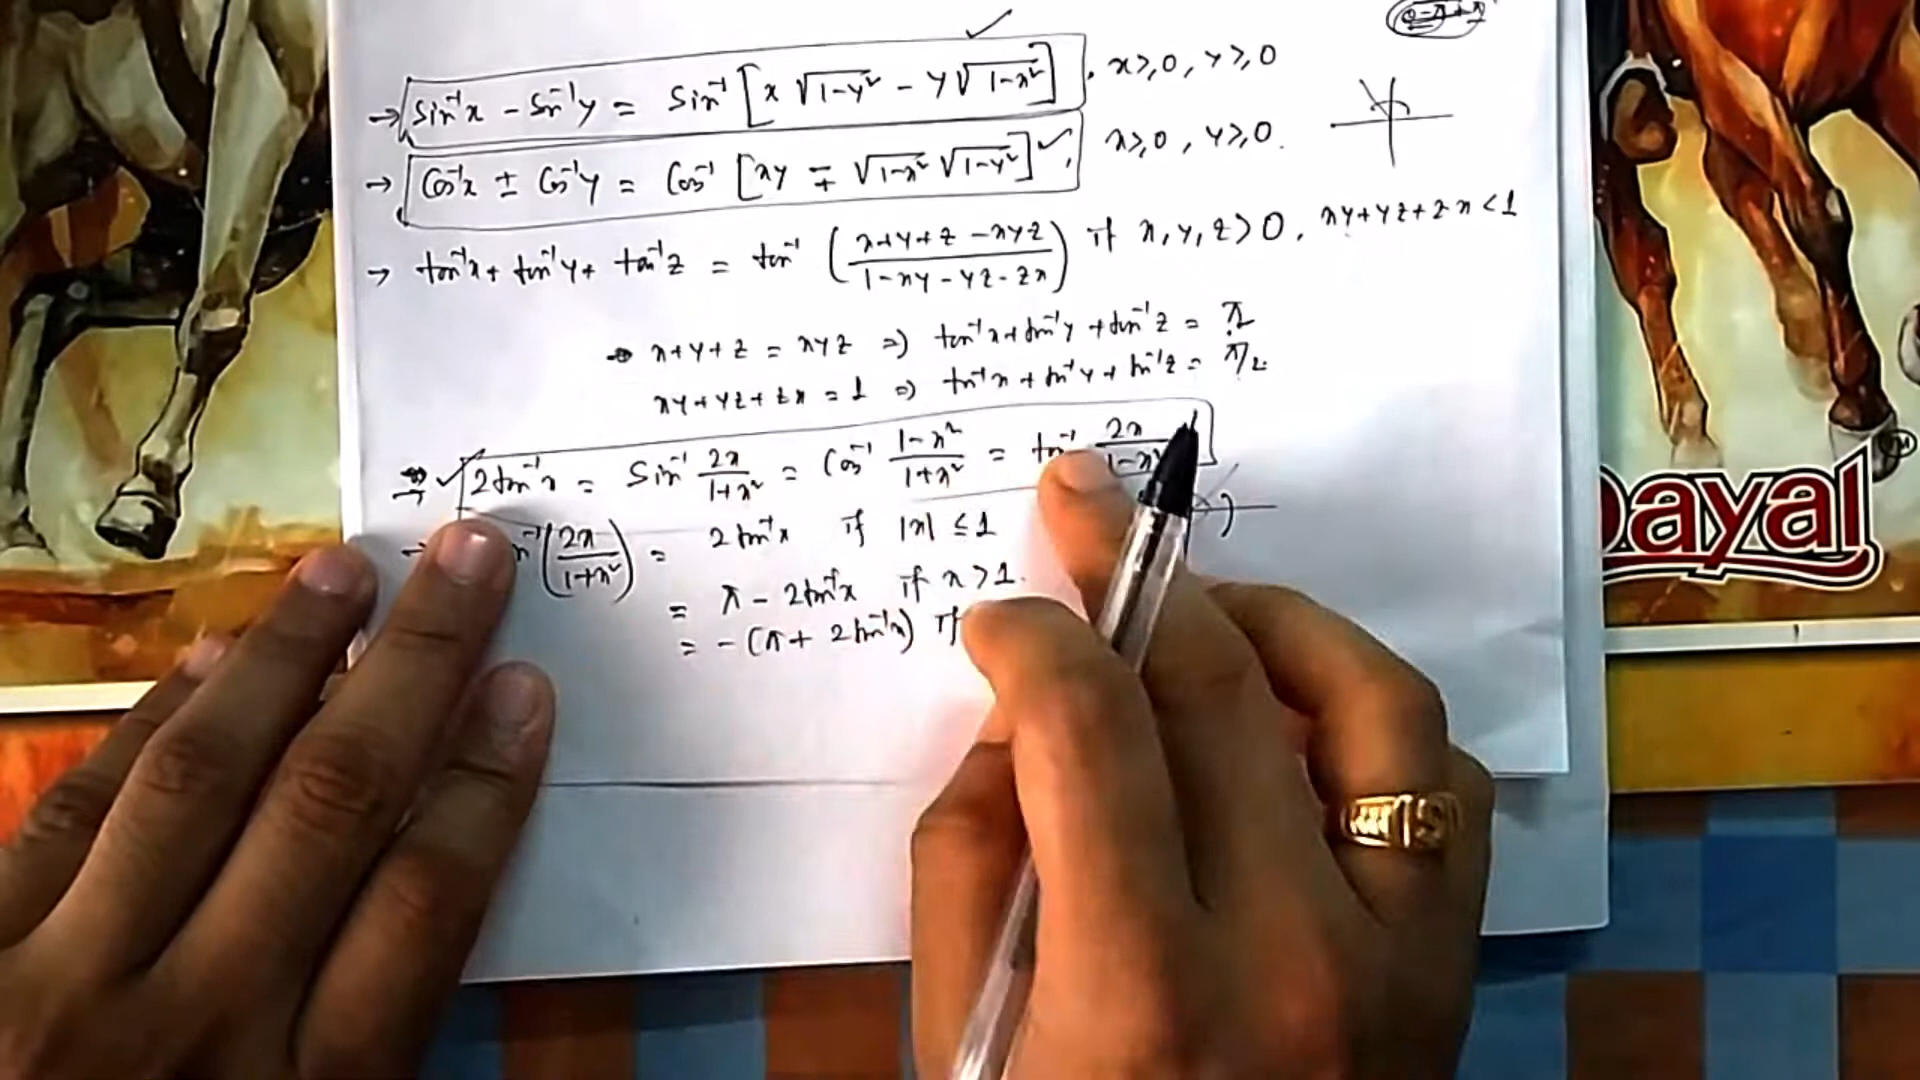 → Sin⁻¹x - Sin⁻¹y = Sin⁻¹ [x √1-y² - y√1-x²] , x≥0, y≥0
→ Cos⁻¹x ± Cos⁻¹y = Cos⁻¹ [xy ∓ √1-x² √1-y²] , x≥0, y≥0.
→ tan⁻¹x + tan⁻¹y + tan⁻¹z = tan⁻¹ (x+y+z-xyz / 1-xy-yz-zx) if x, y, z > 0, xy+yz+zx < 1
x+y+z = xyz ⇒ tan⁻¹x + tan⁻¹y + tan⁻¹z = π
xy+yz+zx = 1 ⇒ tan⁻¹x + tan⁻¹y + tan⁻¹z = π/2
→ 2tan⁻¹x = Sin⁻¹ 2x/1+x² = Cos⁻¹ 1-x²/1+x² = tan⁻¹ 2x/1-x²
(2x/1+x²) = 2tan⁻¹x if |x| ≤ 1
= π - 2tan⁻¹x if x > 1.
= -(π + 2tan⁻¹x) if
ayal
TM